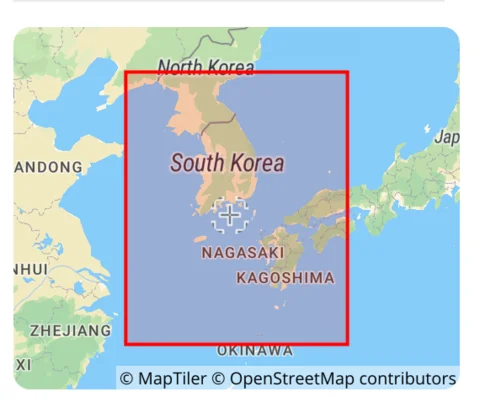 North Korea
Jap
ANDONG
South Korea
NAGASAKI
NHUI
KAGOSHIMA
ZHEJIANG
OKINAWA
XI
© MapTiler © OpenStreetMap contributors